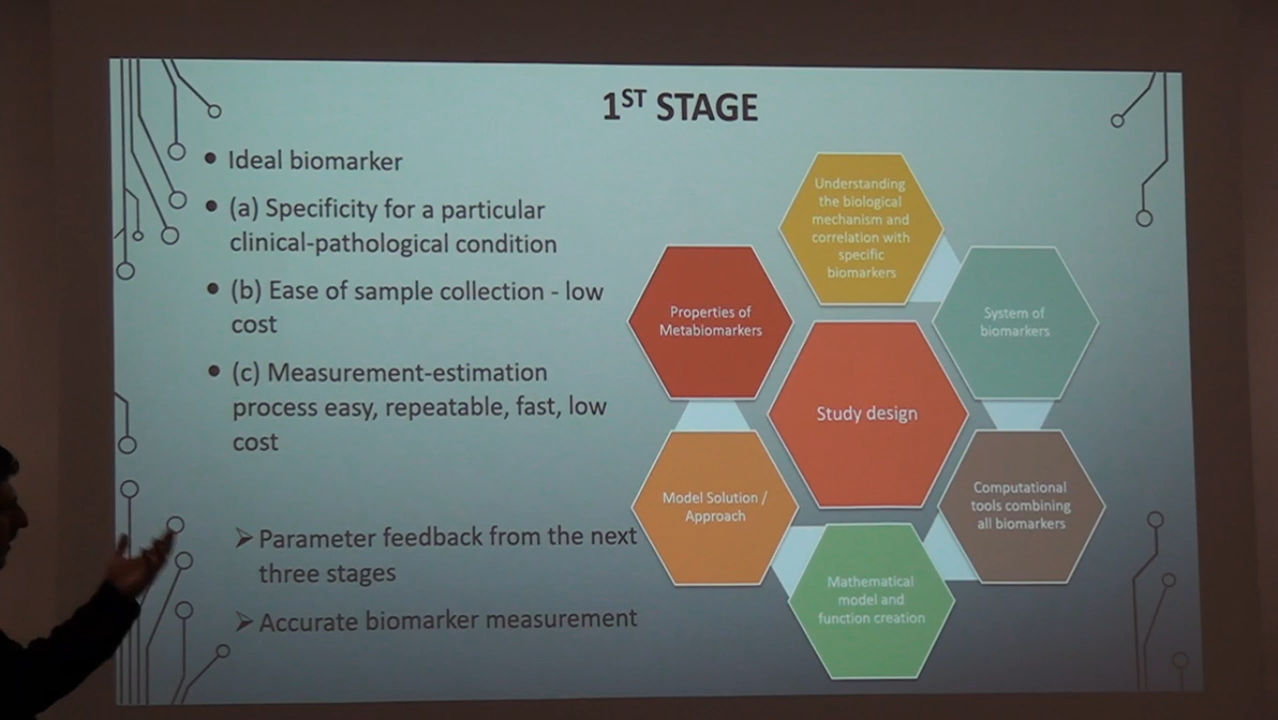 1ST STAGE
• Ideal biomarker
• (a) Specificity for a particular
clinical-pathological condition
• (b) Ease of sample collection - low
cost
• (c) Measurement-estimation
process easy, repeatable, fast, low
cost
➢ Parameter feedback from the next
three stages
➢ Accurate biomarker measurement
Understanding
the biological
mechanism and
correlation with
specific
biomarkers
System of
biomarkers
Computational
tools combining
all biomarkers
Mathematical
model and
function creation
Model Solution /
Approach
Properties of
Metabiomarkers
Study design